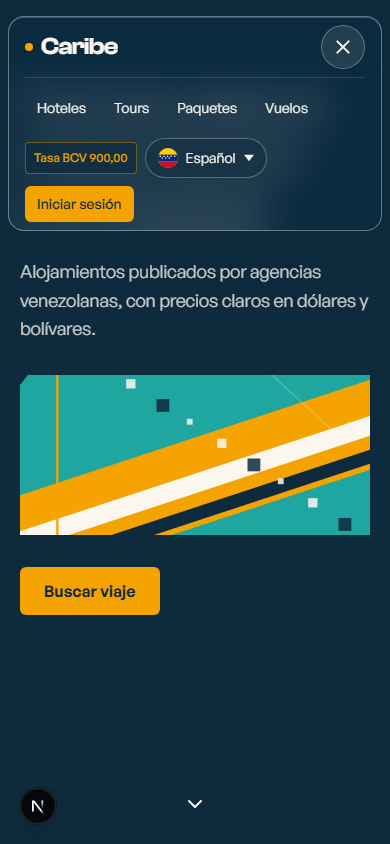 Caribe
Hoteles Tours Paquetes Vuelos
Tasa BCV 900,00 Español
Iniciar sesión
Alojamientos publicados por agencias
venezolanas, con precios claros en dólares y
bolívares.
Buscar viaje
N